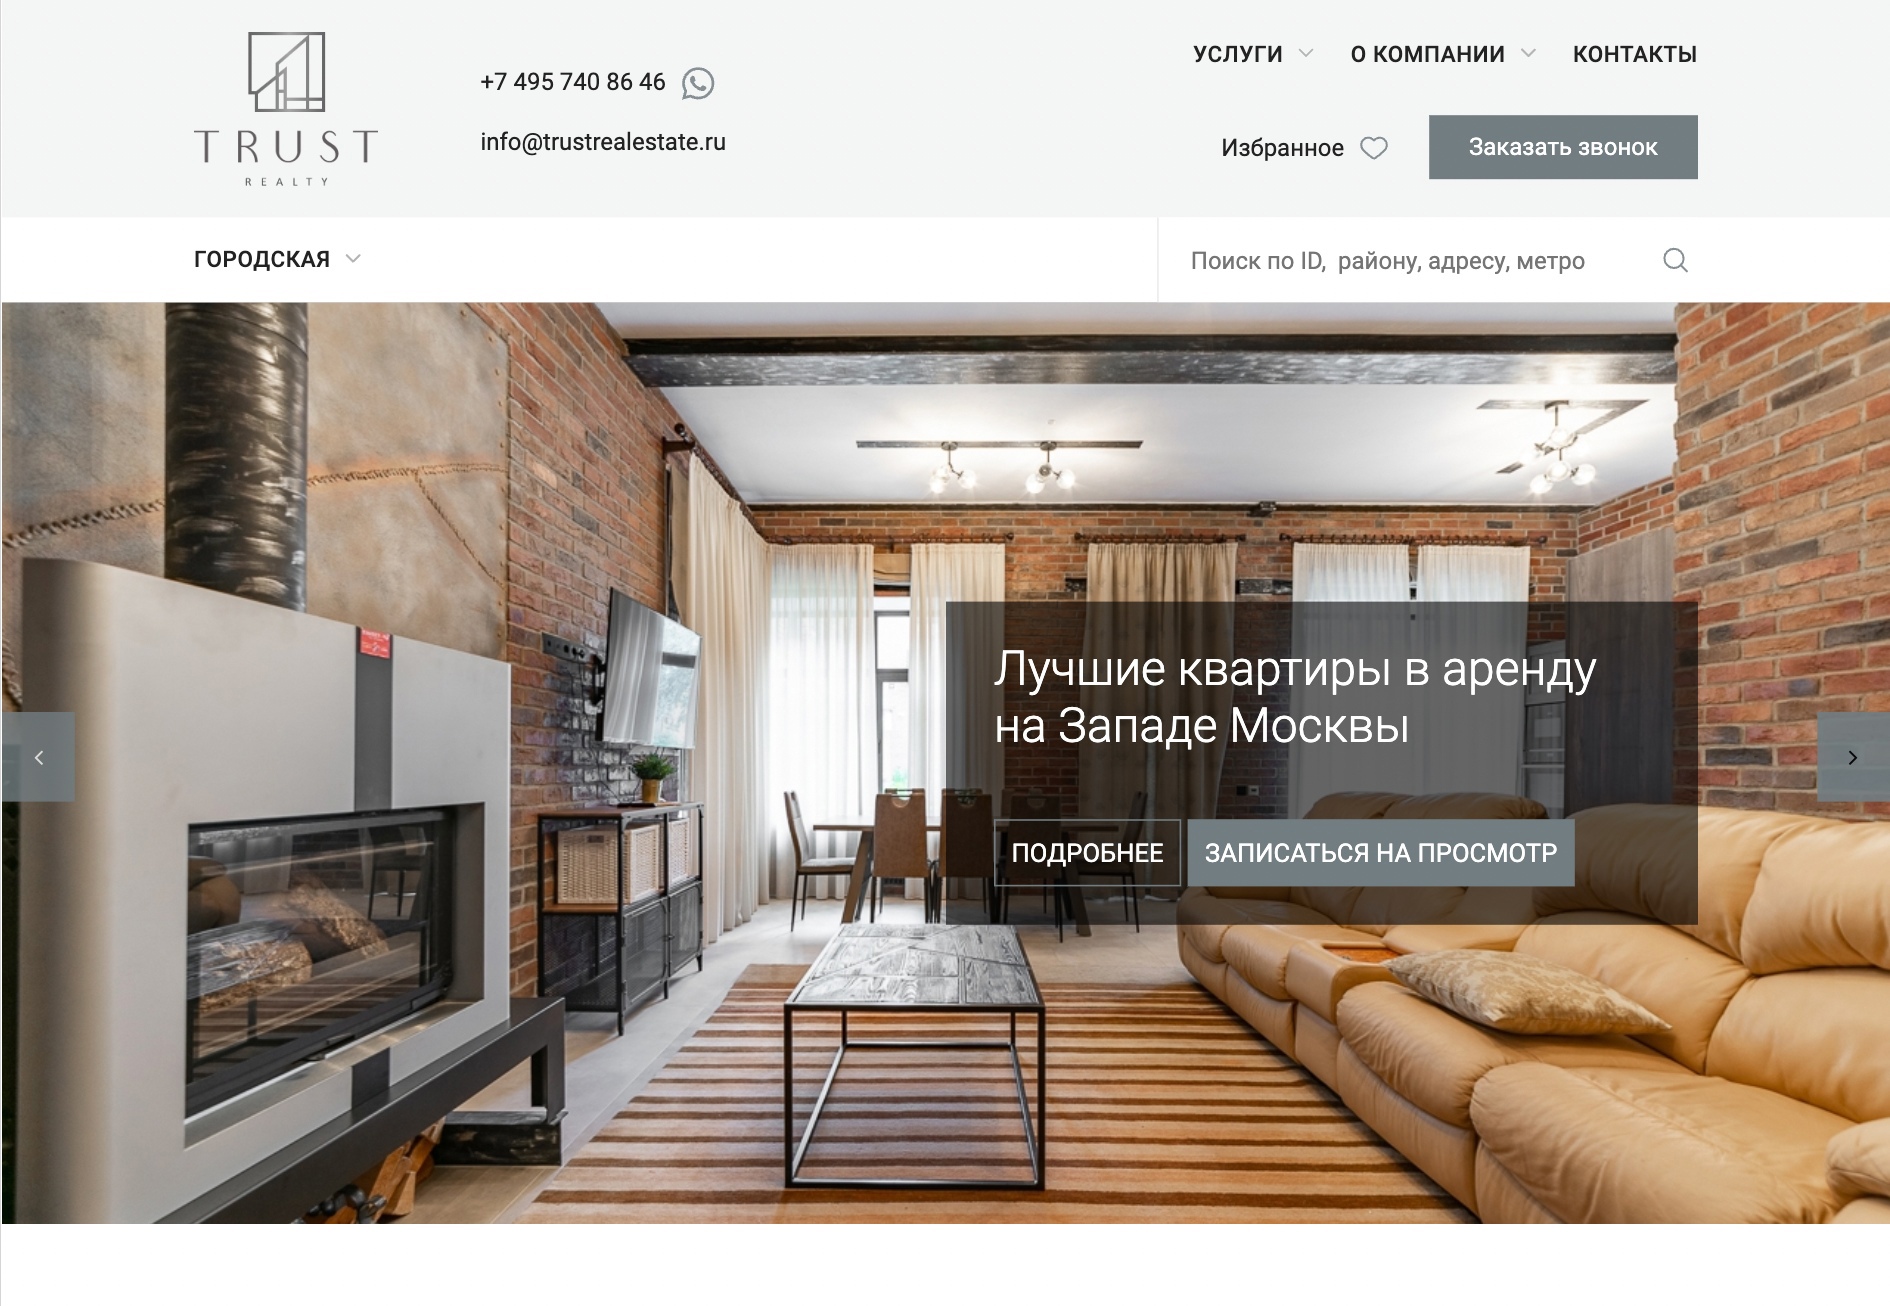 TRUST
REALTY
+7 495 740 86 46
info@trustrealestate.ru
УСЛУГИ
О КОМПАНИИ
КОНТАКТЫ
Избранное
Заказать звонок
ГОРОДСКАЯ
Поиск по ID,  району, адресу, метро
Лучшие квартиры в аренду
на Западе Москвы
ПОДРОБНЕЕ
ЗАПИСАТЬСЯ НА ПРОСМОТР